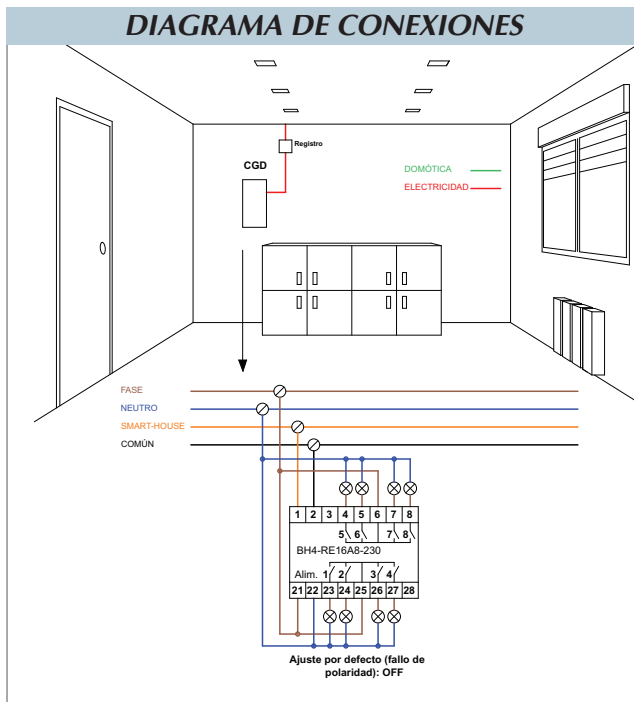 DIAGRAMA DE CONEXIONES
Registro
CGD
DOMÓTICA
ELECTRICIDAD
FASE
NEUTRO
SMART-HOUSE
COMÚN
1 2 3 4 5 6 7 8
5 6 7 8
BH4-RE16A8-230
Alim. 1 2 3 4
21 22 23 24 25 26 27 28
Ajuste por defecto (fallo de
polaridad): OFF